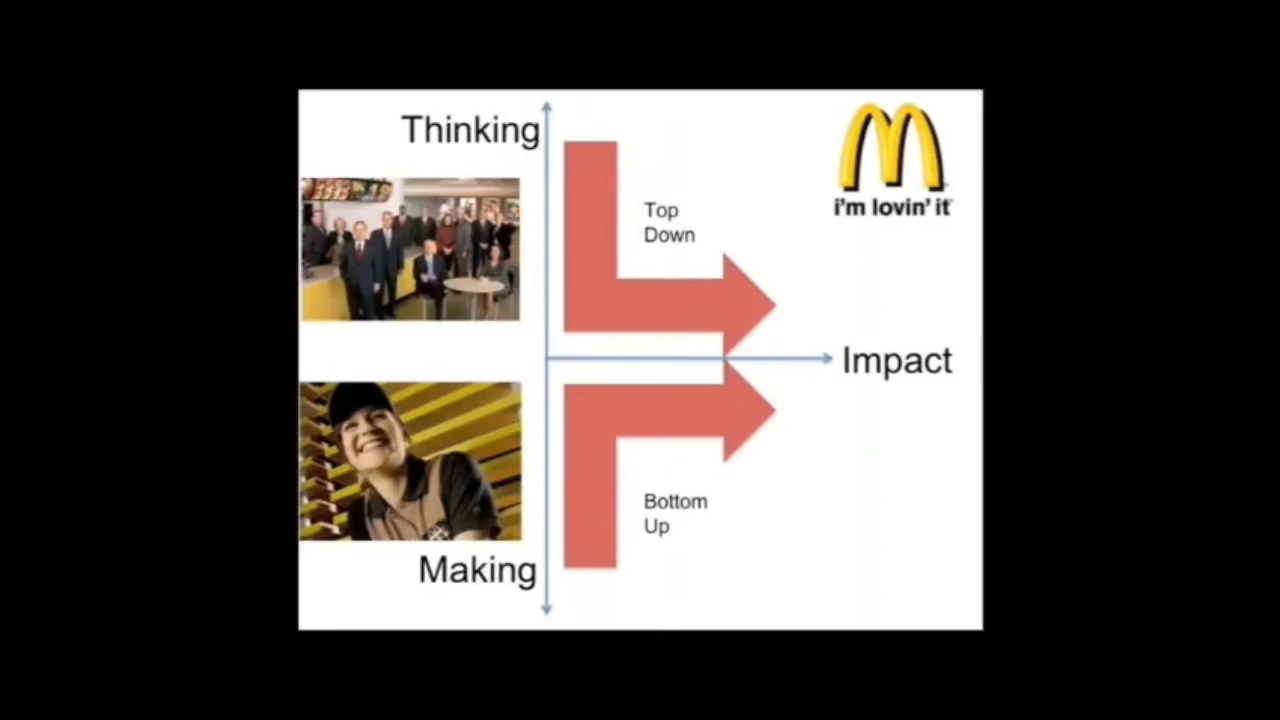 Thinking
Top
Down
i'm lovin' it
Impact
Bottom
Up
Making